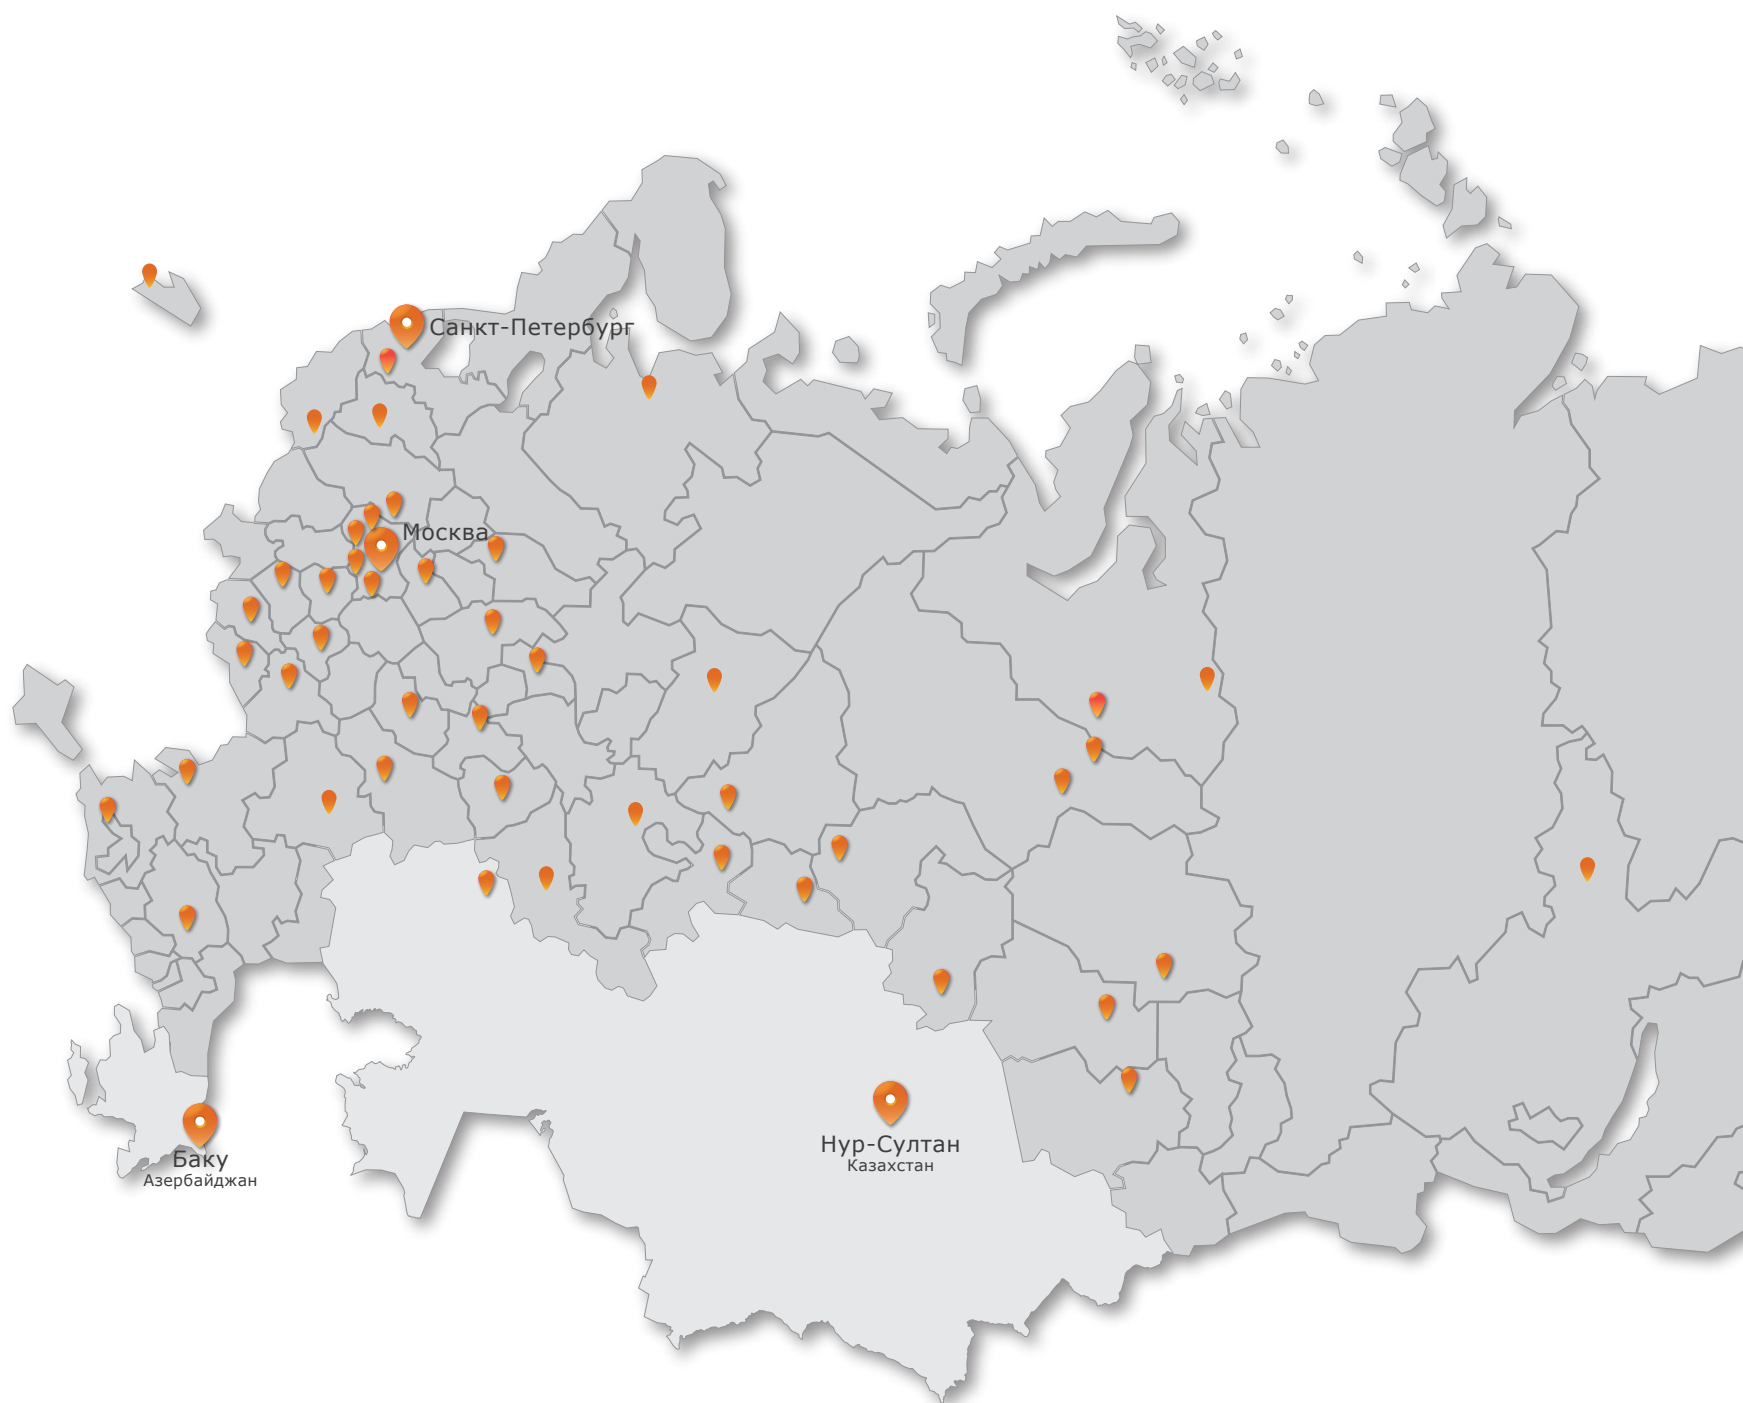 Санкт-Петербург
Москва
Нур-Султан
Казахстан
Баку
Азербайджан